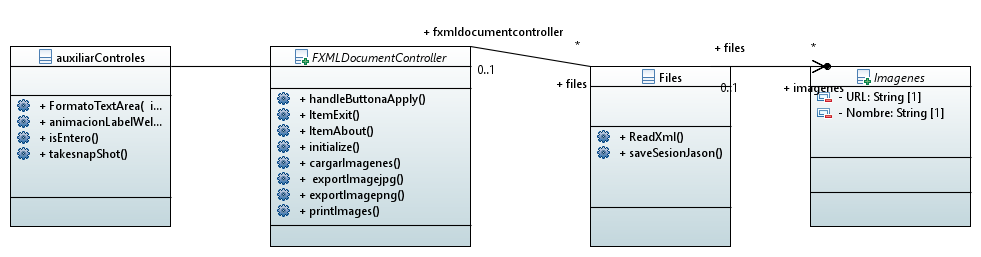 + fxmldocumentcontroller
*
+ files
*
auxiliarControles
FXMLDocumentController
0..1
+ files
Files
0..1
+ imagenes
Imagenes
+ FormatoTextArea( i...
+ animacionLabelWel...
+ isEntero()
+ takesnapShot()
+ handleButtonaApply()
+ ItemExit()
+ ItemAbout()
+ initialize()
+ cargarImagenes()
+ exportImagejpg()
+ exportImagepng()
+ printImages()
+ ReadXml()
+ saveSesionJason()
- URL: String [1]
- Nombre: String [1]